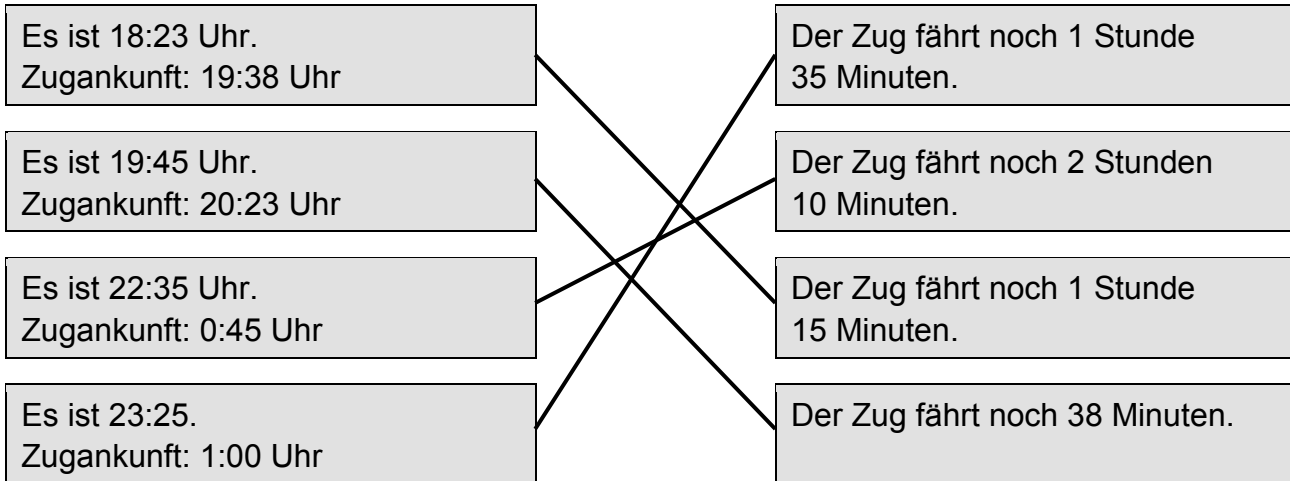 Es ist 18:23 Uhr.
Zugankunft: 19:38 Uhr
Der Zug fährt noch 1 Stunde
35 Minuten.
Es ist 19:45 Uhr.
Zugankunft: 20:23 Uhr
Der Zug fährt noch 2 Stunden
10 Minuten.
Es ist 22:35 Uhr.
Zugankunft: 0:45 Uhr
Der Zug fährt noch 1 Stunde
15 Minuten.
Es ist 23:25.
Zugankunft: 1:00 Uhr
Der Zug fährt noch 38 Minuten.